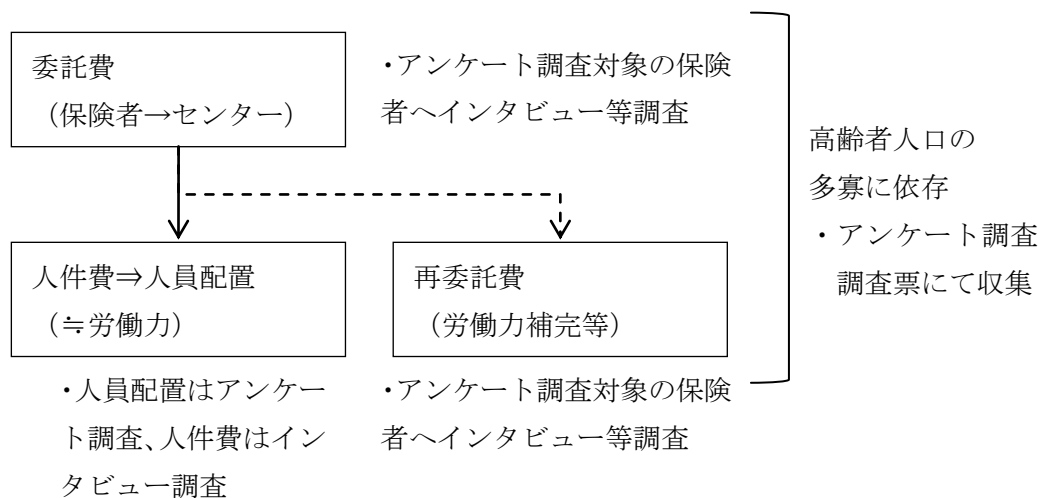 委託費
（保険者→センター）
・アンケート調査対象の保険
者へインタビュー等調査
高齢者人口の
多寡に依存
・アンケート調査
調査票にて収集
人件費⇒人員配置
（≒労働力）
再委託費
（労働力補完等）
・人員配置はアンケー
ト調査、人件費はイン
タビュー調査
・アンケート調査対象の保険
者へインタビュー等調査